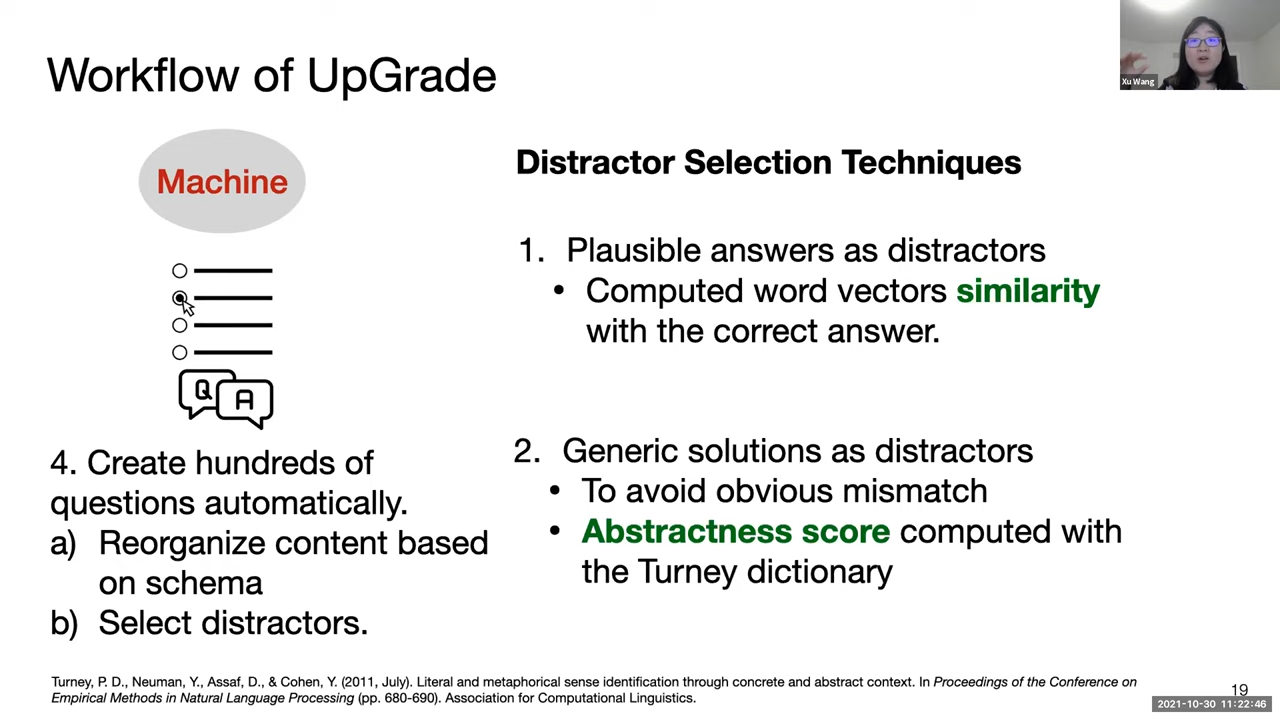 Workflow of UpGrade
Xu Wang
Machine
Q
A
4. Create hundreds of
questions automatically.
a) Reorganize content based
on schema
b) Select distractors.
Distractor Selection Techniques
1. Plausible answers as distractors
• Computed word vectors similarity
with the correct answer.
2. Generic solutions as distractors
• To avoid obvious mismatch
• Abstractness score computed with
the Turney dictionary
Turney, P. D., Neuman, Y., Assaf, D., & Cohen, Y. (2011, July). Literal and metaphorical sense identification through concrete and abstract context. In Proceedings of the Conference on
Empirical Methods in Natural Language Processing (pp. 680-690). Association for Computational Linguistics.
19
2021-10-30 11:22:46